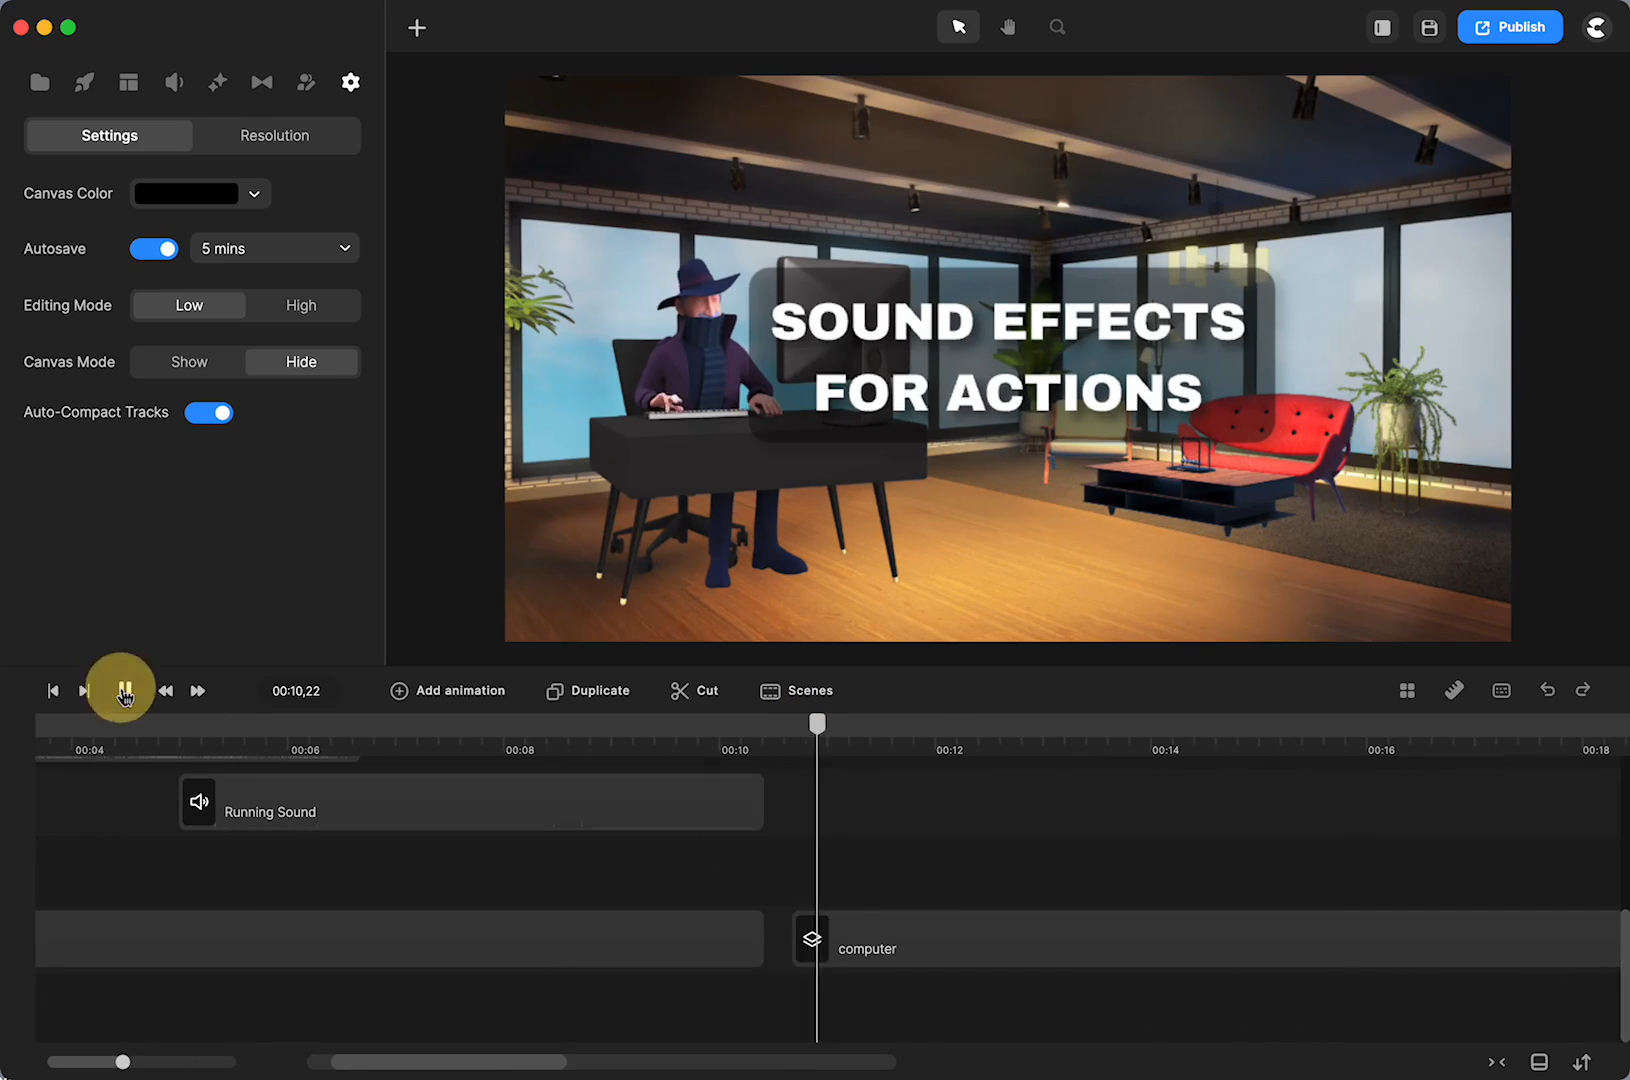 Publish
Settings
Resolution
Canvas Color
Autosave
5 mins
Editing Mode
Low
High
Canvas Mode
Show
Hide
Auto-Compact Tracks
SOUND EFFECTS
FOR ACTIONS
00:10,22
Add animation
Duplicate
Cut
Scenes
00:04
00:06
00:08
00:10
00:12
00:14
00:16
00:18
Running Sound
computer